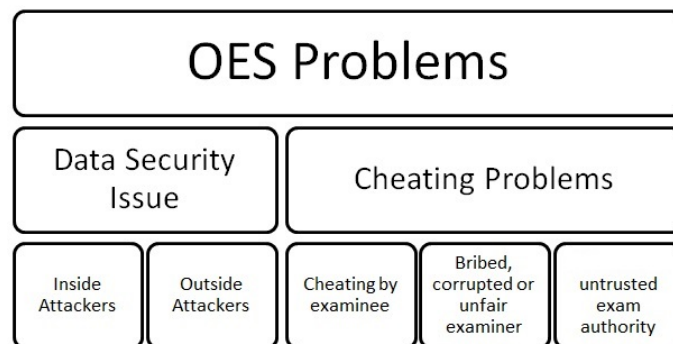 OES Problems
Data Security
Issue
Cheating Problems
Inside
Attackers
Outside
Attackers
Cheating by
examinee
Bribed,
corrupted or
unfair
examiner
untrusted
exam
authority